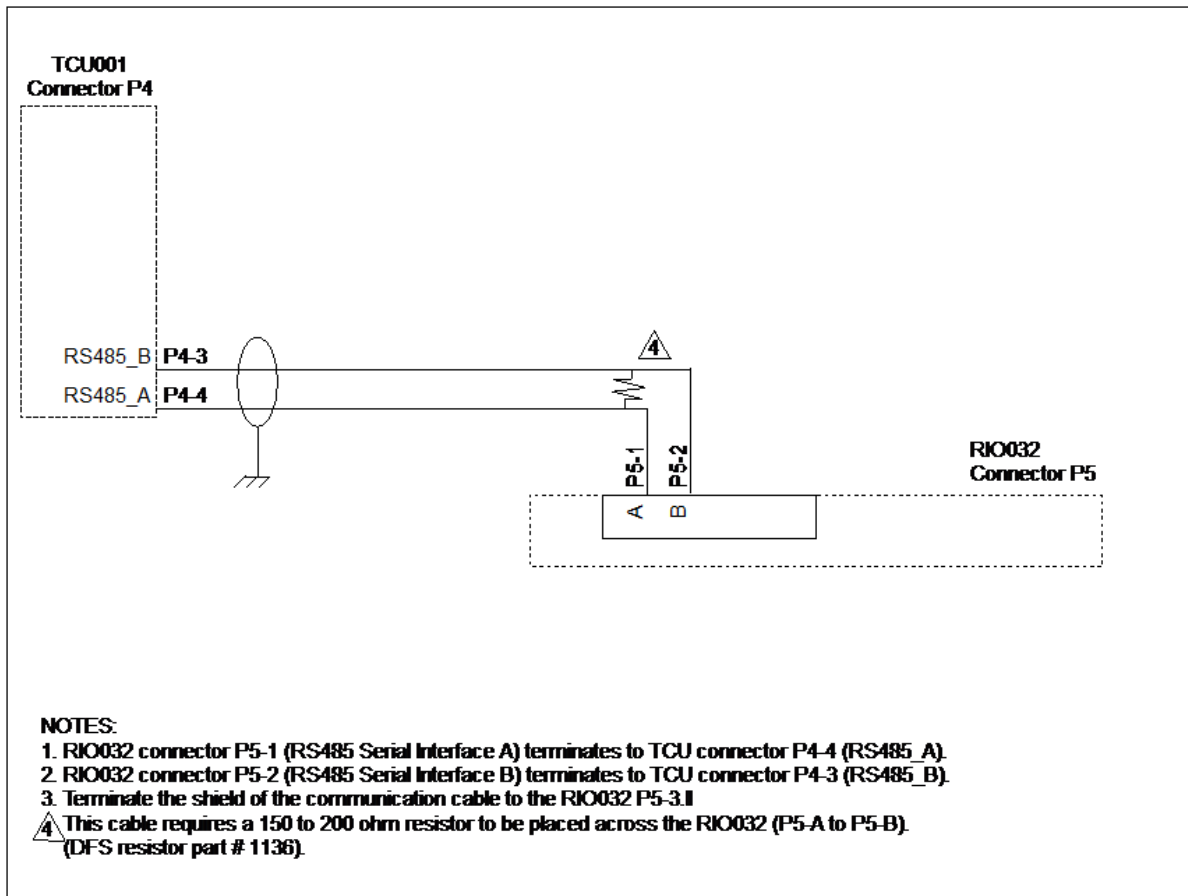 TCU001
Connector P4
RS485_B P4-3
RS485_A P4-4
4
P5-1
P5-2
A
B
RIO032
Connector P5
NOTES:
1. RIO032 connector P5-1 (RS485 Serial Interface A) terminates to TCU connector P4-4 (RS485_A).
2. RIO032 connector P5-2 (RS485 Serial Interface B) terminates to TCU connector P4-3 (RS485_B).
3. Terminate the shield of the communication cable to the RIO032 P5-3.
4 This cable requires a 150 to 200 ohm resistor to be placed across the RIO032 (P5-A to P5-B).
(DFS resistor part # 1136).